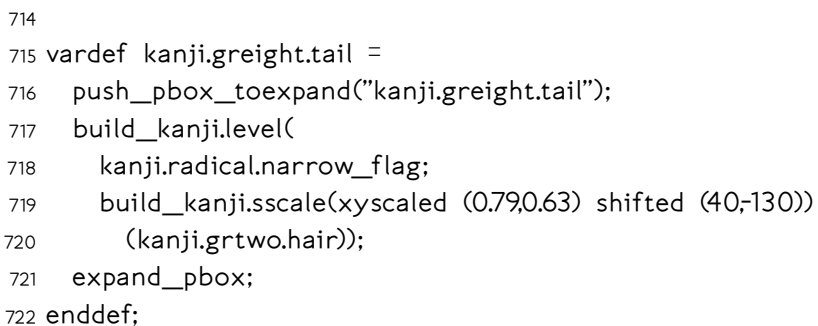 714
715 vardef kanji.greight.tail =
716 push_pbox_toexpand("kanji.greight.tail");
717 build_kanji.level(
718 kanji.radical.narrow_flag;
719 build_kanji.sscale(xyscaled (0.79,0.63) shifted (40,-130))
720 (kanji.grtwo.hair));
721 expand_pbox;
722 enddef;